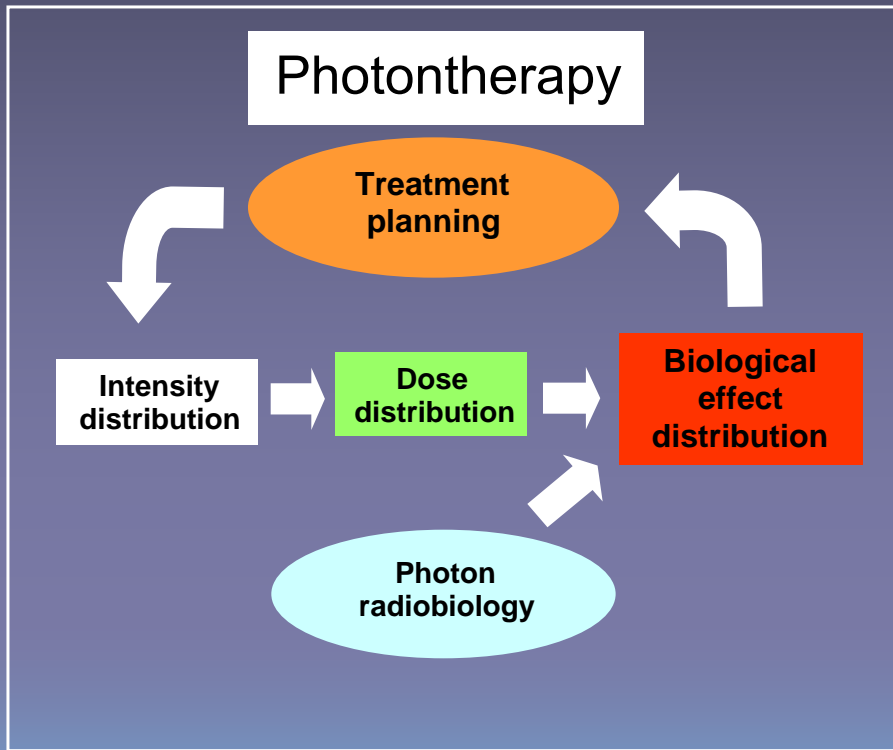 Photontherapy
Treatment
planning
Intensity
distribution
Dose
distribution
Biological
effect
distribution
Photon
radiobiology